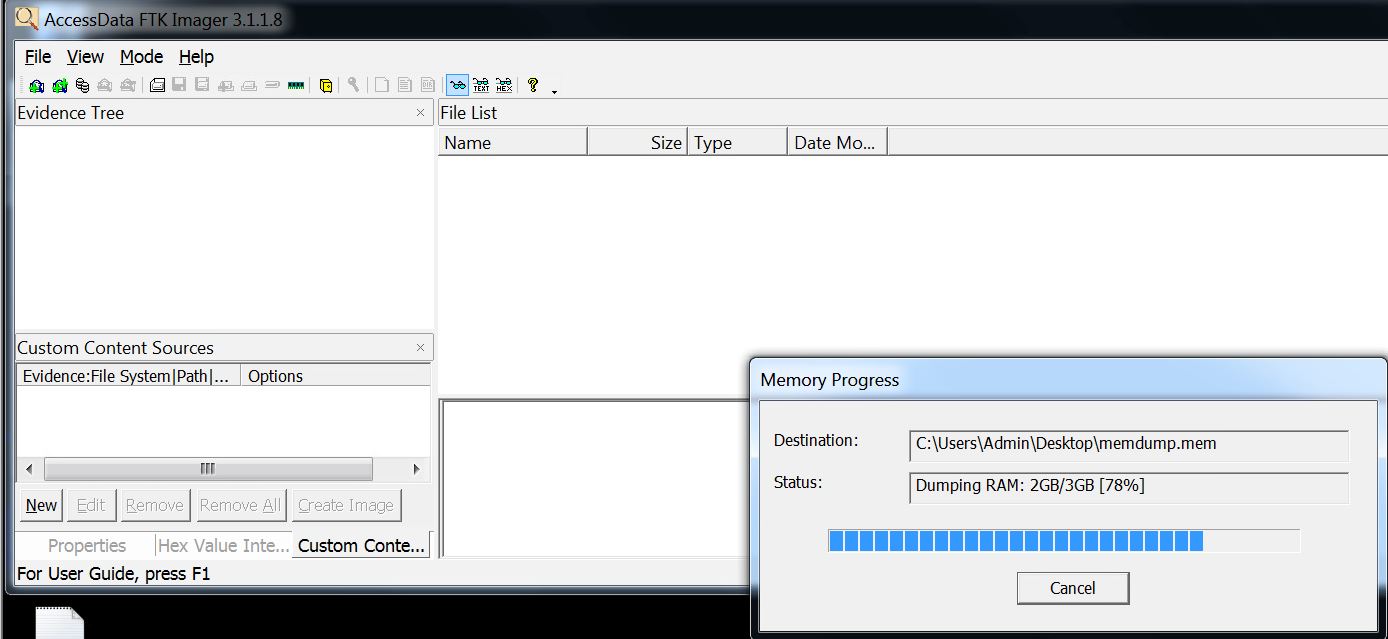 AccessData FTK Imager 3.1.1.8
File View Mode Help
TEXT HEX
Evidence Tree
File List
Name Size Type Date Mo...
Custom Content Sources
Evidence:File System|Path|... Options
New Edit Remove Remove All Create Image
Properties Hex Value Inte... Custom Conte...
For User Guide, press F1
Memory Progress
Destination: C:\Users\Admin\Desktop\memdump.mem
Status: Dumping RAM: 2GB/3GB [78%]
Cancel